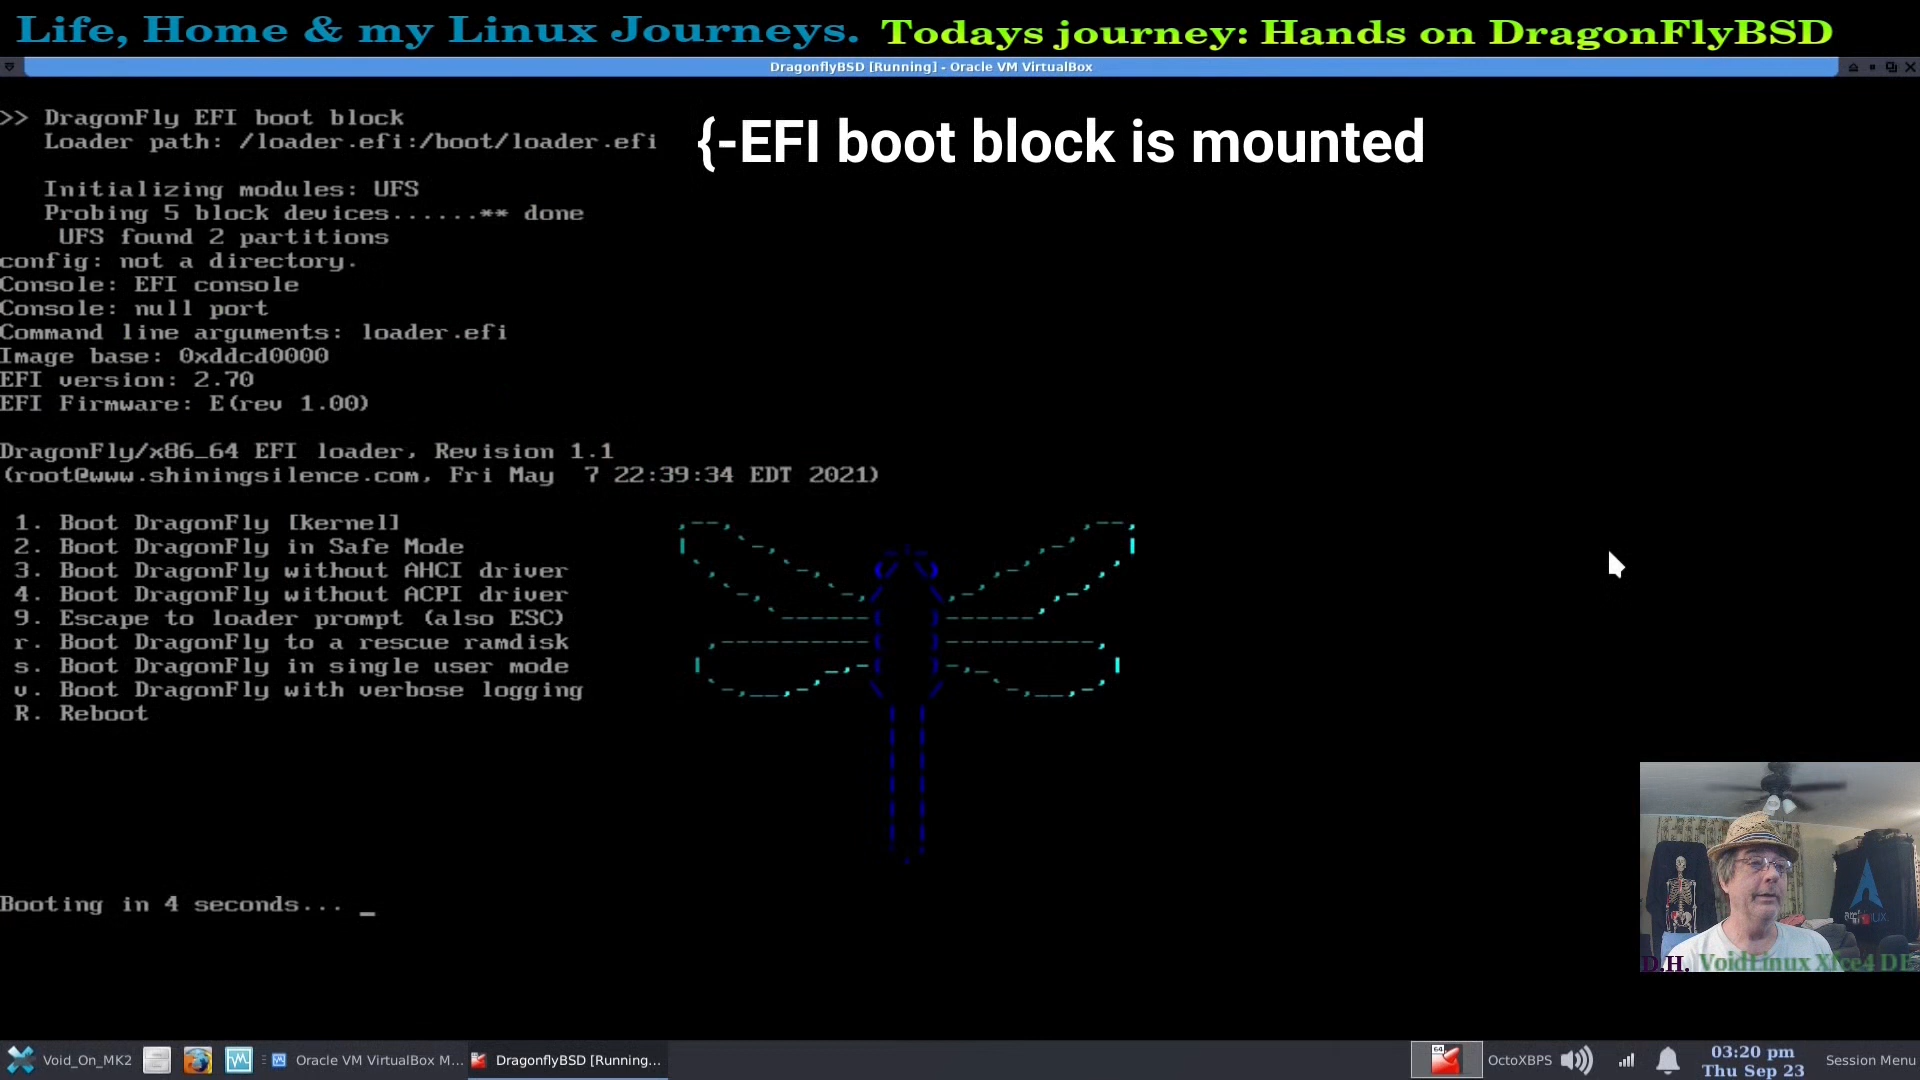 Life, Home & my Linux Journeys. Todays journey: Hands on DragonFlyBSD
DragonflyBSD [Running] - Oracle VM VirtualBox
>> DragonFly EFI boot block
Loader path: /loader.efi:/boot/loader.efi
{-EFI boot block is mounted
Initializing modules: UFS
Probing 5 block devices......** done
UFS found 2 partitions
config: not a directory.
Console: EFI console
Console: null port
Command line arguments: loader.efi
Image base: 0xddcd0000
EFI version: 2.70
EFI Firmware: E(rev 1.00)
DragonFly/x86_64 EFI loader, Revision 1.1
(root@www.shiningsilence.com, Fri May  7 22:39:34 EDT 2021)
1. Boot DragonFly [kernel]
2. Boot DragonFly in Safe Mode
3. Boot DragonFly without AHCI driver
4. Boot DragonFly without ACPI driver
9. Escape to loader prompt (also ESC)
r. Boot DragonFly to a rescue ramdisk
s. Boot DragonFly in single user mode
v. Boot DragonFly with verbose logging
R. Reboot
Booting in 4 seconds... _
D.H. VoidLinux Xfce4 DE
Void_On_MK2
Oracle VM VirtualBox M...
DragonflyBSD [Running...
64
OctoXBPS
03:20 pm
Thu Sep 23
Session Menu